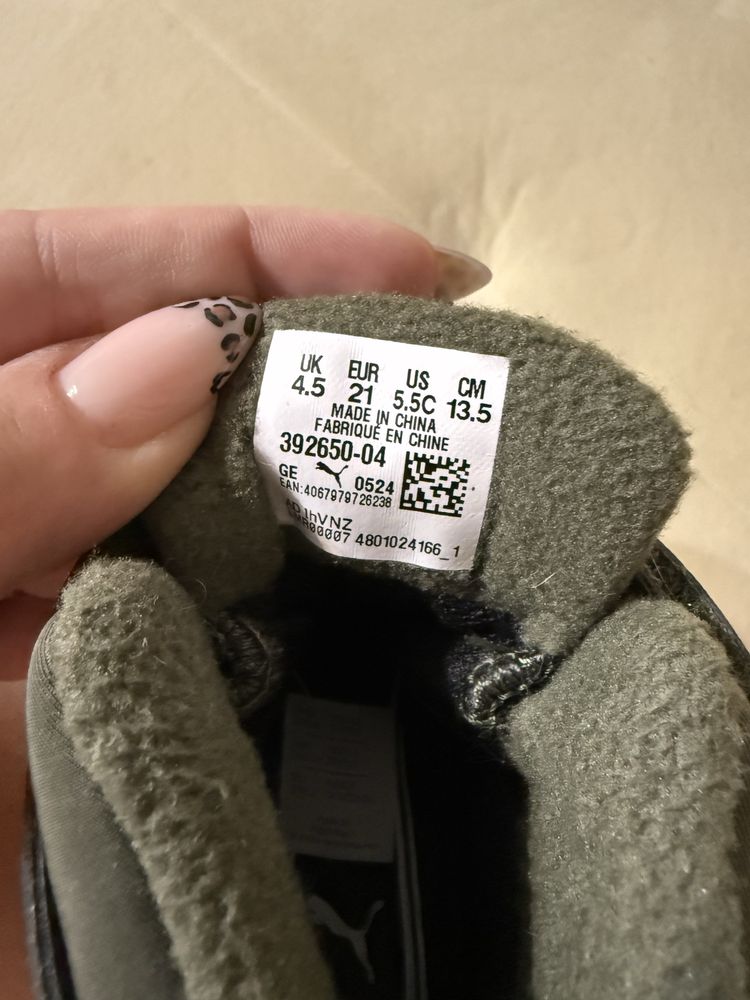 UK EUR US CM
4.5 21 5.5C 13.5
MADE IN CHINA
FABRIQUÉ EN CHINE
392650-04
GE 0524
EAN:4067979726238
4801024166_1